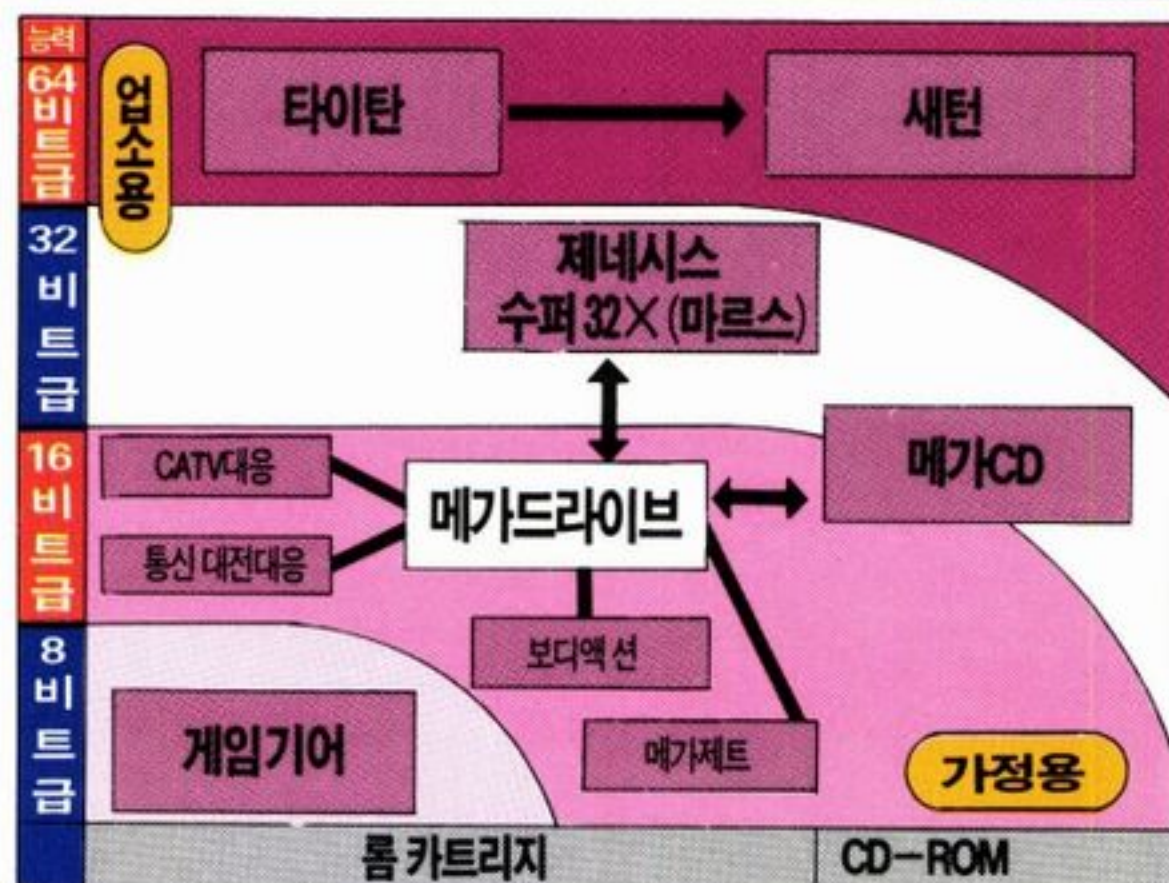 능력
64
비
트
급
업소용
타이탄
새턴
32
비
트
급
제네시스
수퍼 32X (마르스)
16
비
트
급
CATV대응
통신 대전대응
메가드라이브
메가CD
보디액 션
8
비
트
급
게임기어
메가제트
가정용
롬 카트리지
CD-ROM